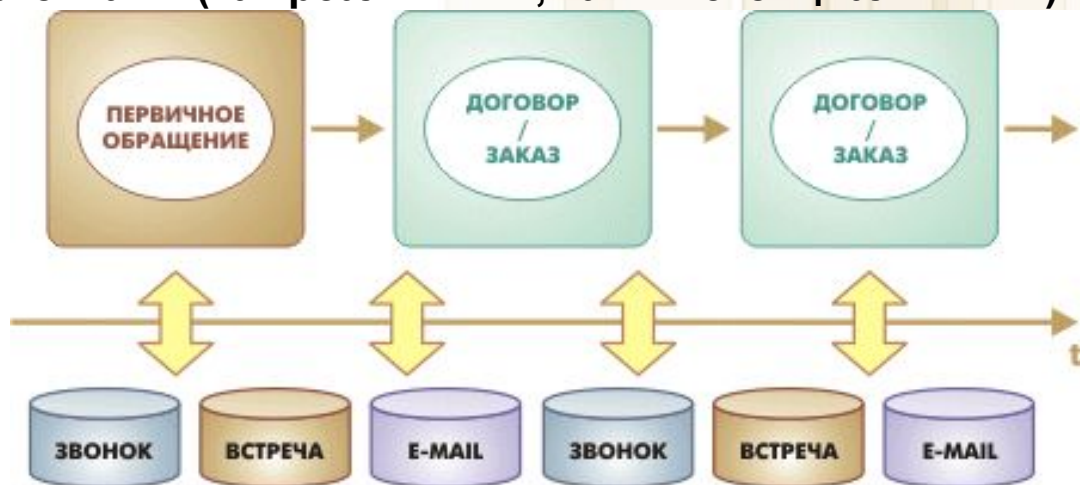 ПЕРВИЧНОЕ
ОБРАЩЕНИЕ
ДОГОВОР
/
ЗАКАЗ
ДОГОВОР
/
ЗАКАЗ
t
ЗВОНОК
ВСТРЕЧА
E-MAIL
ЗВОНОК
ВСТРЕЧА
E-MAIL